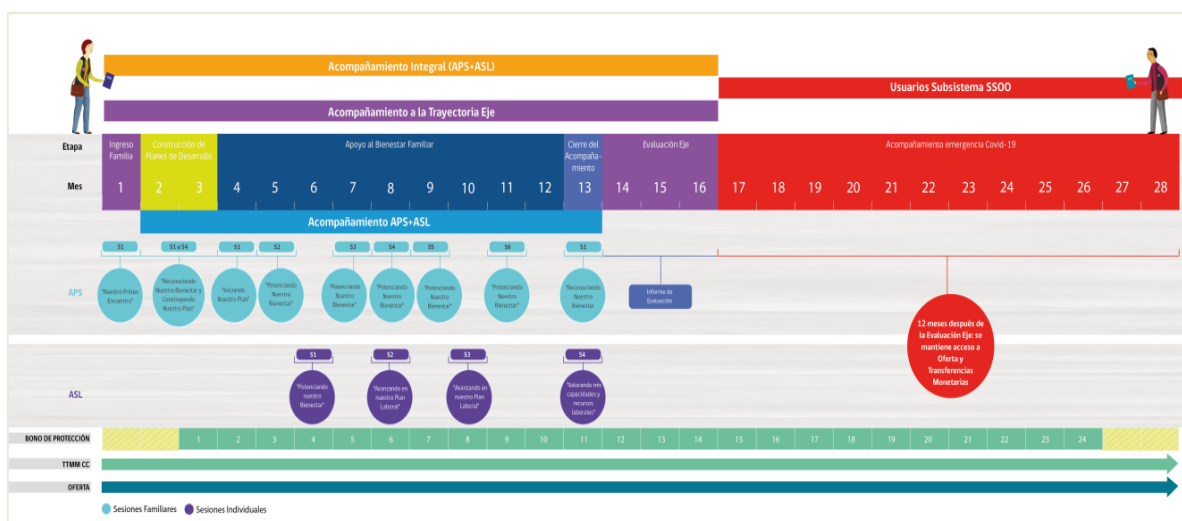 Acompañamiento Integral (APS+ASL)
Usuarios Subsistema SSOO
Acompañamiento a la Trayectoria Eje
Etapa
Ingreso
Familia
Construcción de
Planes de Desarrollo
Apoyo al Bienestar Familiar
Cierre del
Acompaña-
miento
Evaluación Eje
Acompañamiento emergencia Covid-19
Mes
1 2 3 4 5 6 7 8 9 10 11 12 13 14 15 16 17 18 19 20 21 22 23 24 25 26 27 28
Acompañamiento APS+ASL
S1 S1 a S4 S1 S2 S3 S4 S5 S6 S1
APS
"Nuestro Primer
Encuentro"
"Reconociendo
Nuestro Bienestar y
Construyendo
Nuestro Plan"
"Iniciando
Nuestro Plan"
"Potenciando
Nuestro
Bienestar"
"Potenciando
Nuestro
Bienestar"
"Potenciando
Nuestro
Bienestar"
"Potenciando
Nuestro
Bienestar"
"Potenciando
Nuestro
Bienestar"
"Reconociendo
Nuestro
Bienestar
Informe de
Evaluación
12 meses después de
la Evaluación Eje: se
mantiene acceso a
Oferta y
Transferencias
Monetarias
S1 S2 S3 S4
ASL
"Potenciando
nuestro
Bienestar"
"Avanzando en
nuestro Plan
Laboral"
"Avanzando en
nuestro Plan
Laboral"
"Valorando mis
capacidades y
recursos
laborales"
BONO DE PROTECCIÓN
1 2 3 4 5 6 7 8 9 10 11 12 13 14 15 16 17 18 19 20 21 22 23 24
TTMM CC
OFERTA
Sesiones Familiares Sesiones Individuales